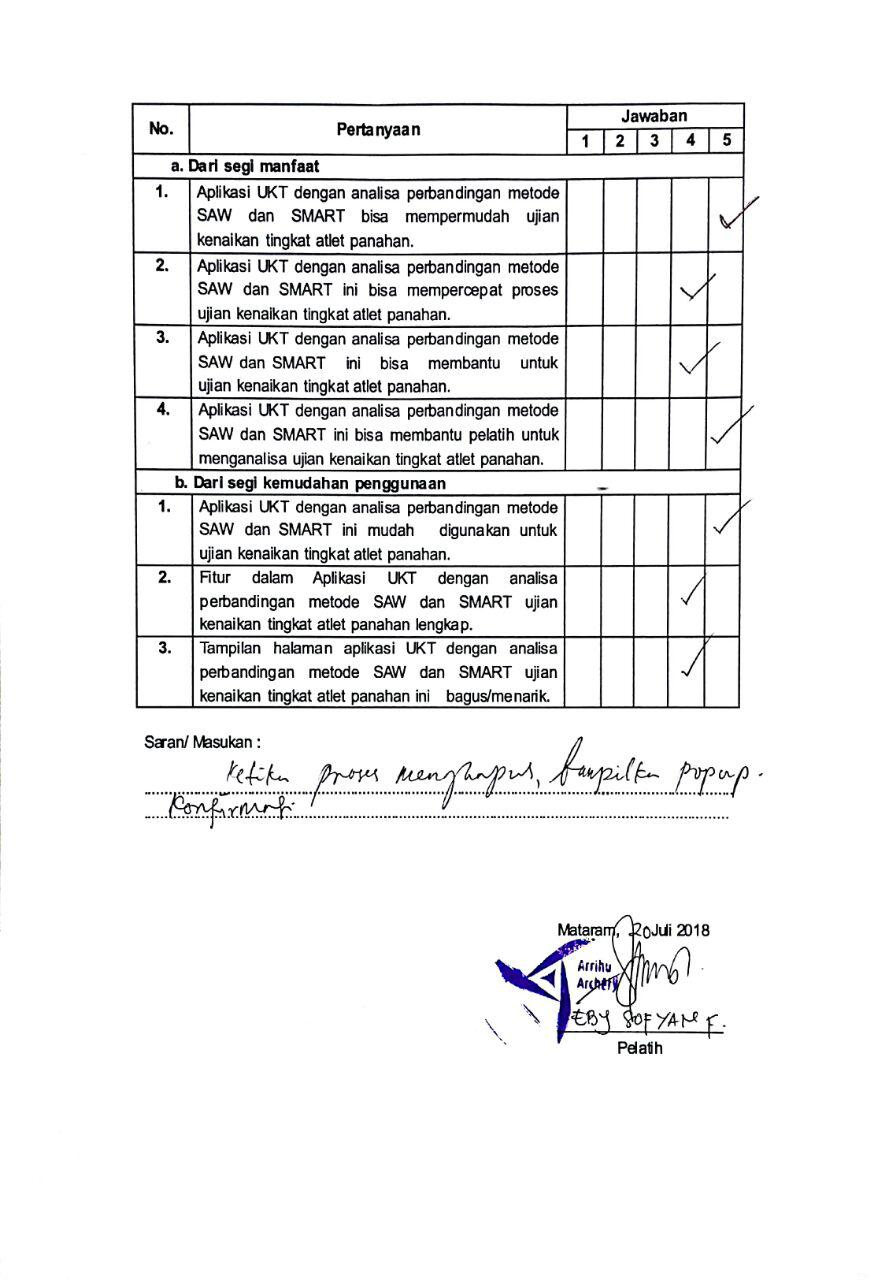 No. Pertanyaan Jawaban
1 2 3 4 5
a. Dari segi manfaat
1. Aplikasi UKT dengan analisa perbandingan metode
SAW dan SMART bisa mempermudah ujian
kenaikan tingkat atlet panahan.
2. Aplikasi UKT dengan analisa perbandingan metode
SAW dan SMART ini bisa mempercepat proses
ujian kenaikan tingkat atlet panahan.
3. Aplikasi UKT dengan analisa perbandingan metode
SAW dan SMART ini bisa membantu untuk
ujian kenaikan tingkat atlet panahan.
4. Aplikasi UKT dengan analisa perbandingan metode
SAW dan SMART ini bisa membantu pelatih untuk
menganalisa ujian kenaikan tingkat atlet panahan.
b. Dari segi kemudahan penggunaan
1. Aplikasi UKT dengan analisa perbandingan metode
SAW dan SMART ini mudah digunakan untuk
ujian kenaikan tingkat atlet panahan.
2. Fitur dalam Aplikasi UKT dengan analisa
perbandingan metode SAW dan SMART ujian
kenaikan tingkat atlet panahan lengkap.
3. Tampilan halaman aplikasi UKT dengan analisa
perbandingan metode SAW dan SMART ujian
kenaikan tingkat atlet panahan ini bagus/menarik.
Saran/ Masukan :
Ketika proses menghapus, tampilkan popup
Konfirmasi
Mataram, 20 Juli 2018
Arrihu
Archery
EBY SOFYAN F.
Pelatih